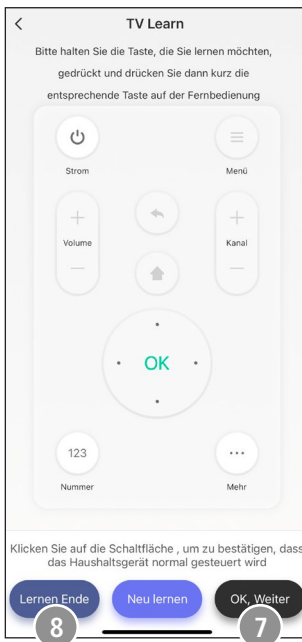 TV Learn
Bitte halten Sie die Taste, die Sie lernen möchten,
gedrückt und drücken Sie dann kurz die
entsprechende Taste auf der Fernbedienung
Strom
Menü
Volume
Kanal
OK
123
Nummer
Mehr
Klicken Sie auf die Schaltfläche , um zu bestätigen, dass
das Haushaltsgerät normal gesteuert wird
Lernen Ende Neu lernen OK, Weiter
8 7